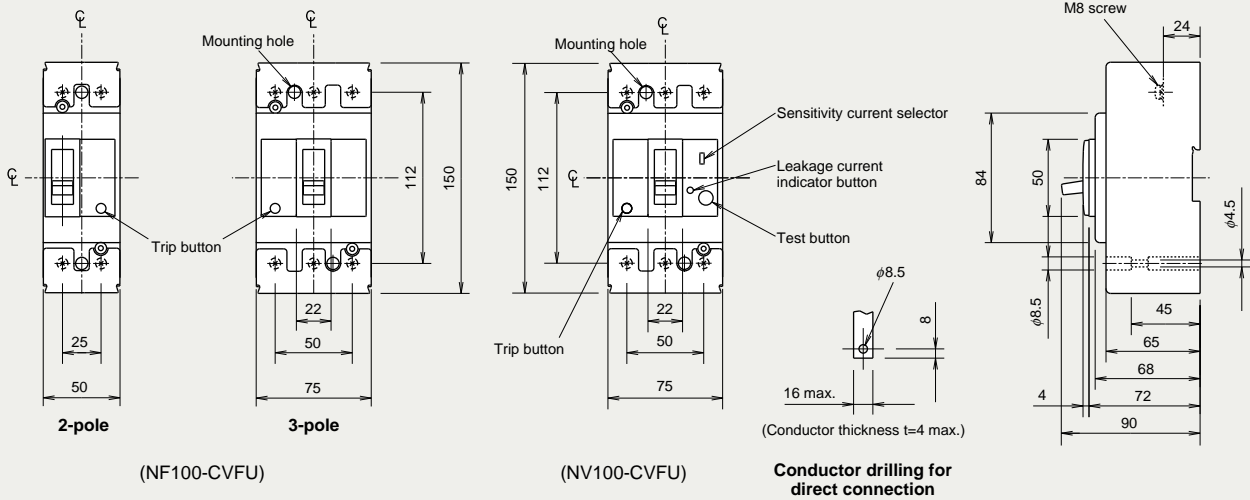 ℄
Mounting hole
℄
Trip button
25
50
2-pole
℄
112
150
22
50
75
3-pole
(NF100-CVFU)
℄
Mounting hole
150
112
℄
Sensitivity current selector
Leakage current
indicator button
Test button
Trip button
22
50
75
(NV100-CVFU)
φ8.5
8
16 max.
(Conductor thickness t=4 max.)
Conductor drilling for
direct connection
M8 screw
24
84
50
φ4.5
φ8.5
45
65
68
4
72
90